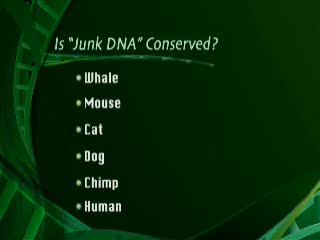 Is "Junk DNA" Conserved?
Whale
Mouse
Cat
Dog
Chimp
Human